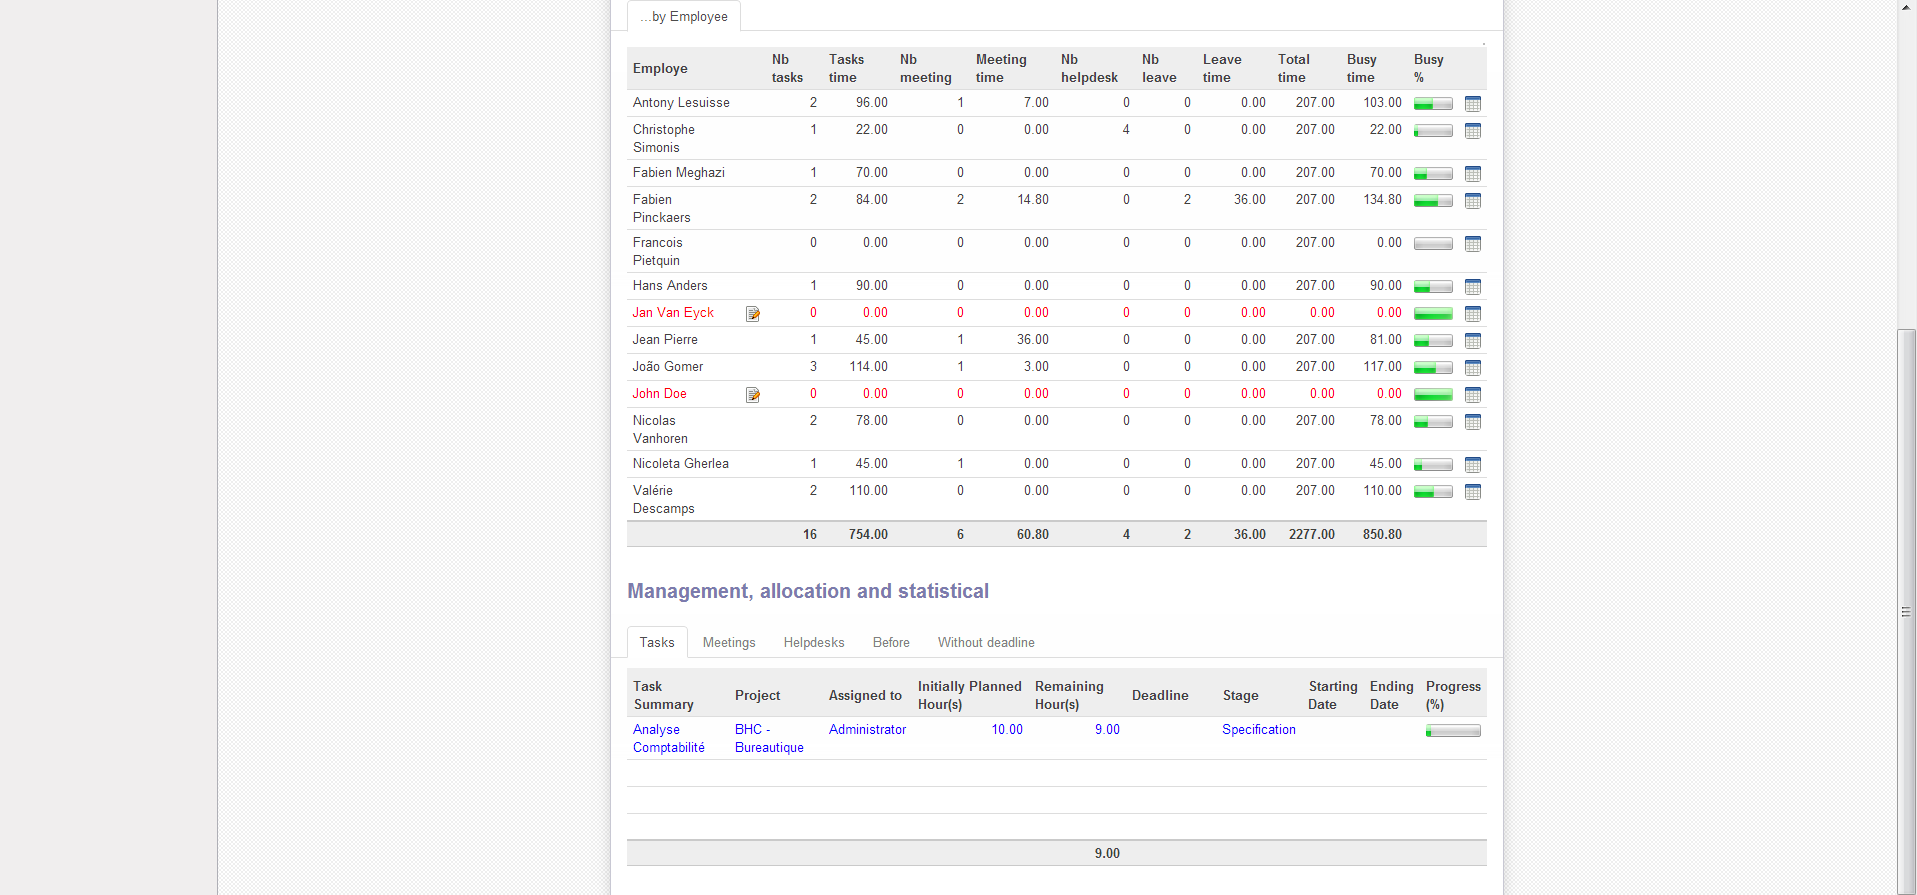 ...by Employee
Employe Nb tasks Tasks time Nb meeting Meeting time Nb helpdesk Nb leave Leave time Total time Busy time Busy %
Antony Lesuisse 2 96.00 1 7.00 0 0 0.00 207.00 103.00
Christophe Simonis 1 22.00 0 0.00 4 0 0.00 207.00 22.00
Fabien Meghazi 1 70.00 0 0.00 0 0 0.00 207.00 70.00
Fabien Pinckaers 2 84.00 2 14.80 0 2 36.00 207.00 134.80
Francois Pietquin 0 0.00 0 0.00 0 0 0.00 207.00 0.00
Hans Anders 1 90.00 0 0.00 0 0 0.00 207.00 90.00
Jan Van Eyck 0 0.00 0 0.00 0 0 0.00 0.00 0.00
Jean Pierre 1 45.00 1 36.00 0 0 0.00 207.00 81.00
João Gomer 3 114.00 1 3.00 0 0 0.00 207.00 117.00
John Doe 0 0.00 0 0.00 0 0 0.00 0.00 0.00
Nicolas Vanhoren 2 78.00 0 0.00 0 0 0.00 207.00 78.00
Nicoleta Gherlea 1 45.00 1 0.00 0 0 0.00 207.00 45.00
Valérie Descamps 2 110.00 0 0.00 0 0 0.00 207.00 110.00
16 754.00 6 60.80 4 2 36.00 2277.00 850.80
Management, allocation and statistical
Tasks Meetings Helpdesks Before Without deadline
Task Summary Project Assigned to Initially Planned Hour(s) Remaining Hour(s) Deadline Stage Starting Date Ending Date Progress (%)
Analyse Comptabilité BHC - Bureautique Administrator 10.00 9.00 Specification
9.00